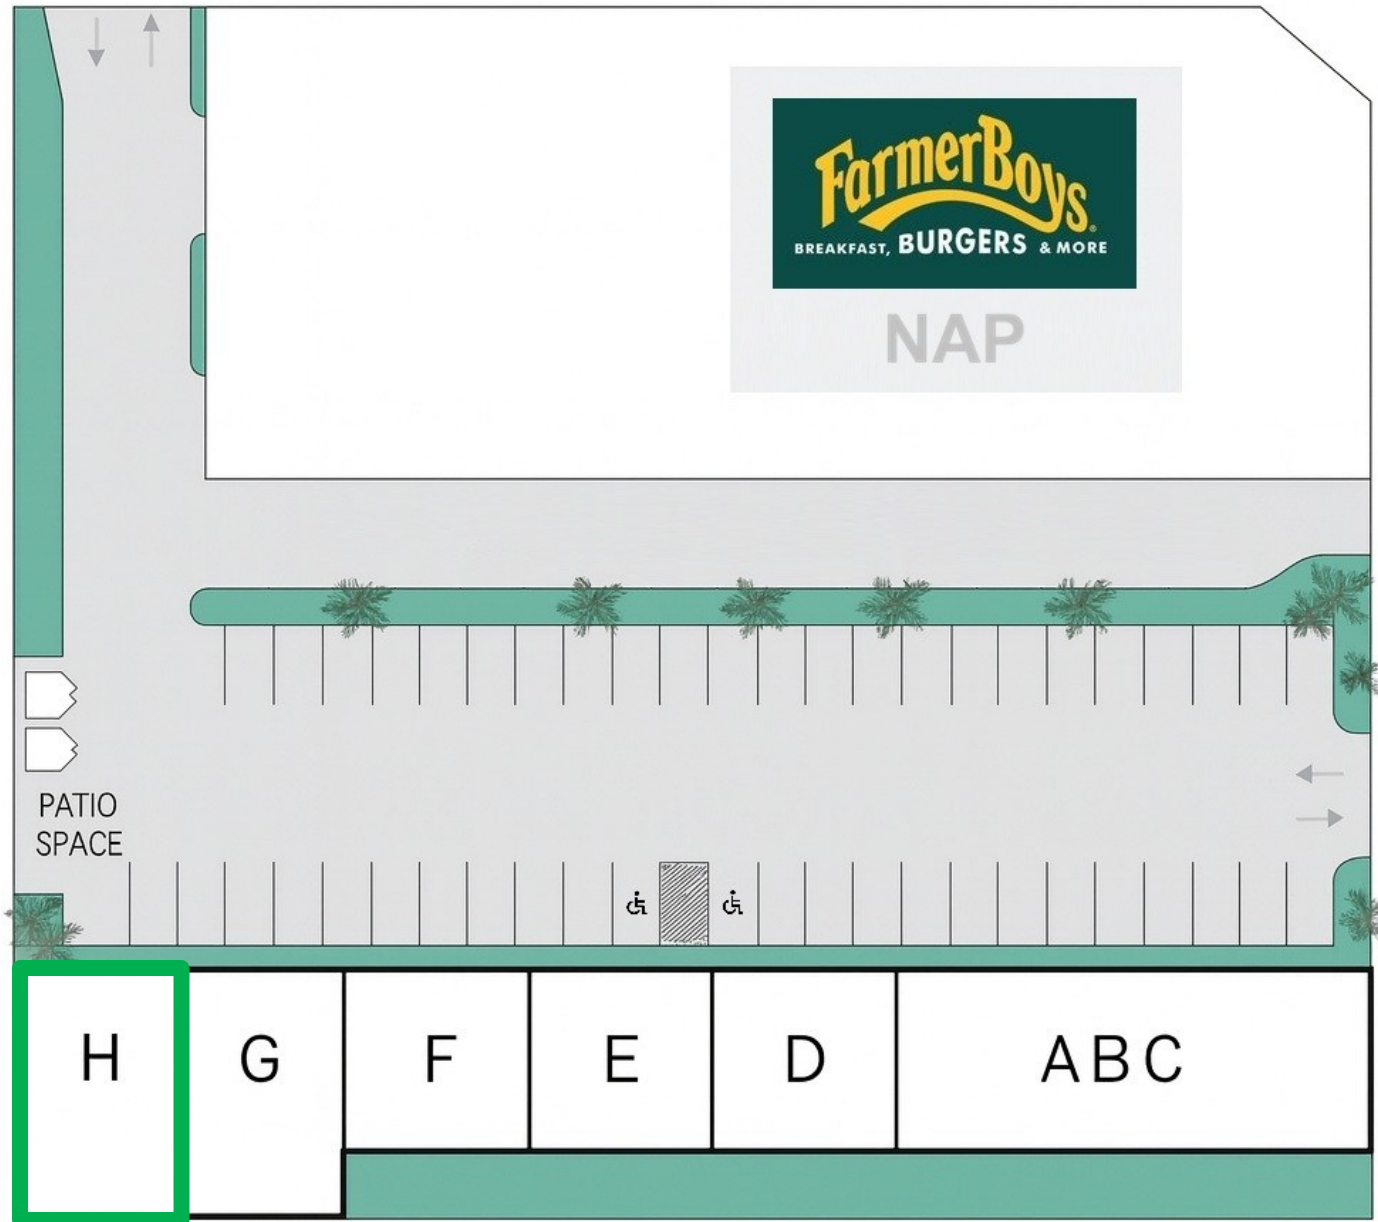 FarmerBoys®
BREAKFAST, BURGERS & MORE
NAP
PATIO
SPACE
H G F E D ABC